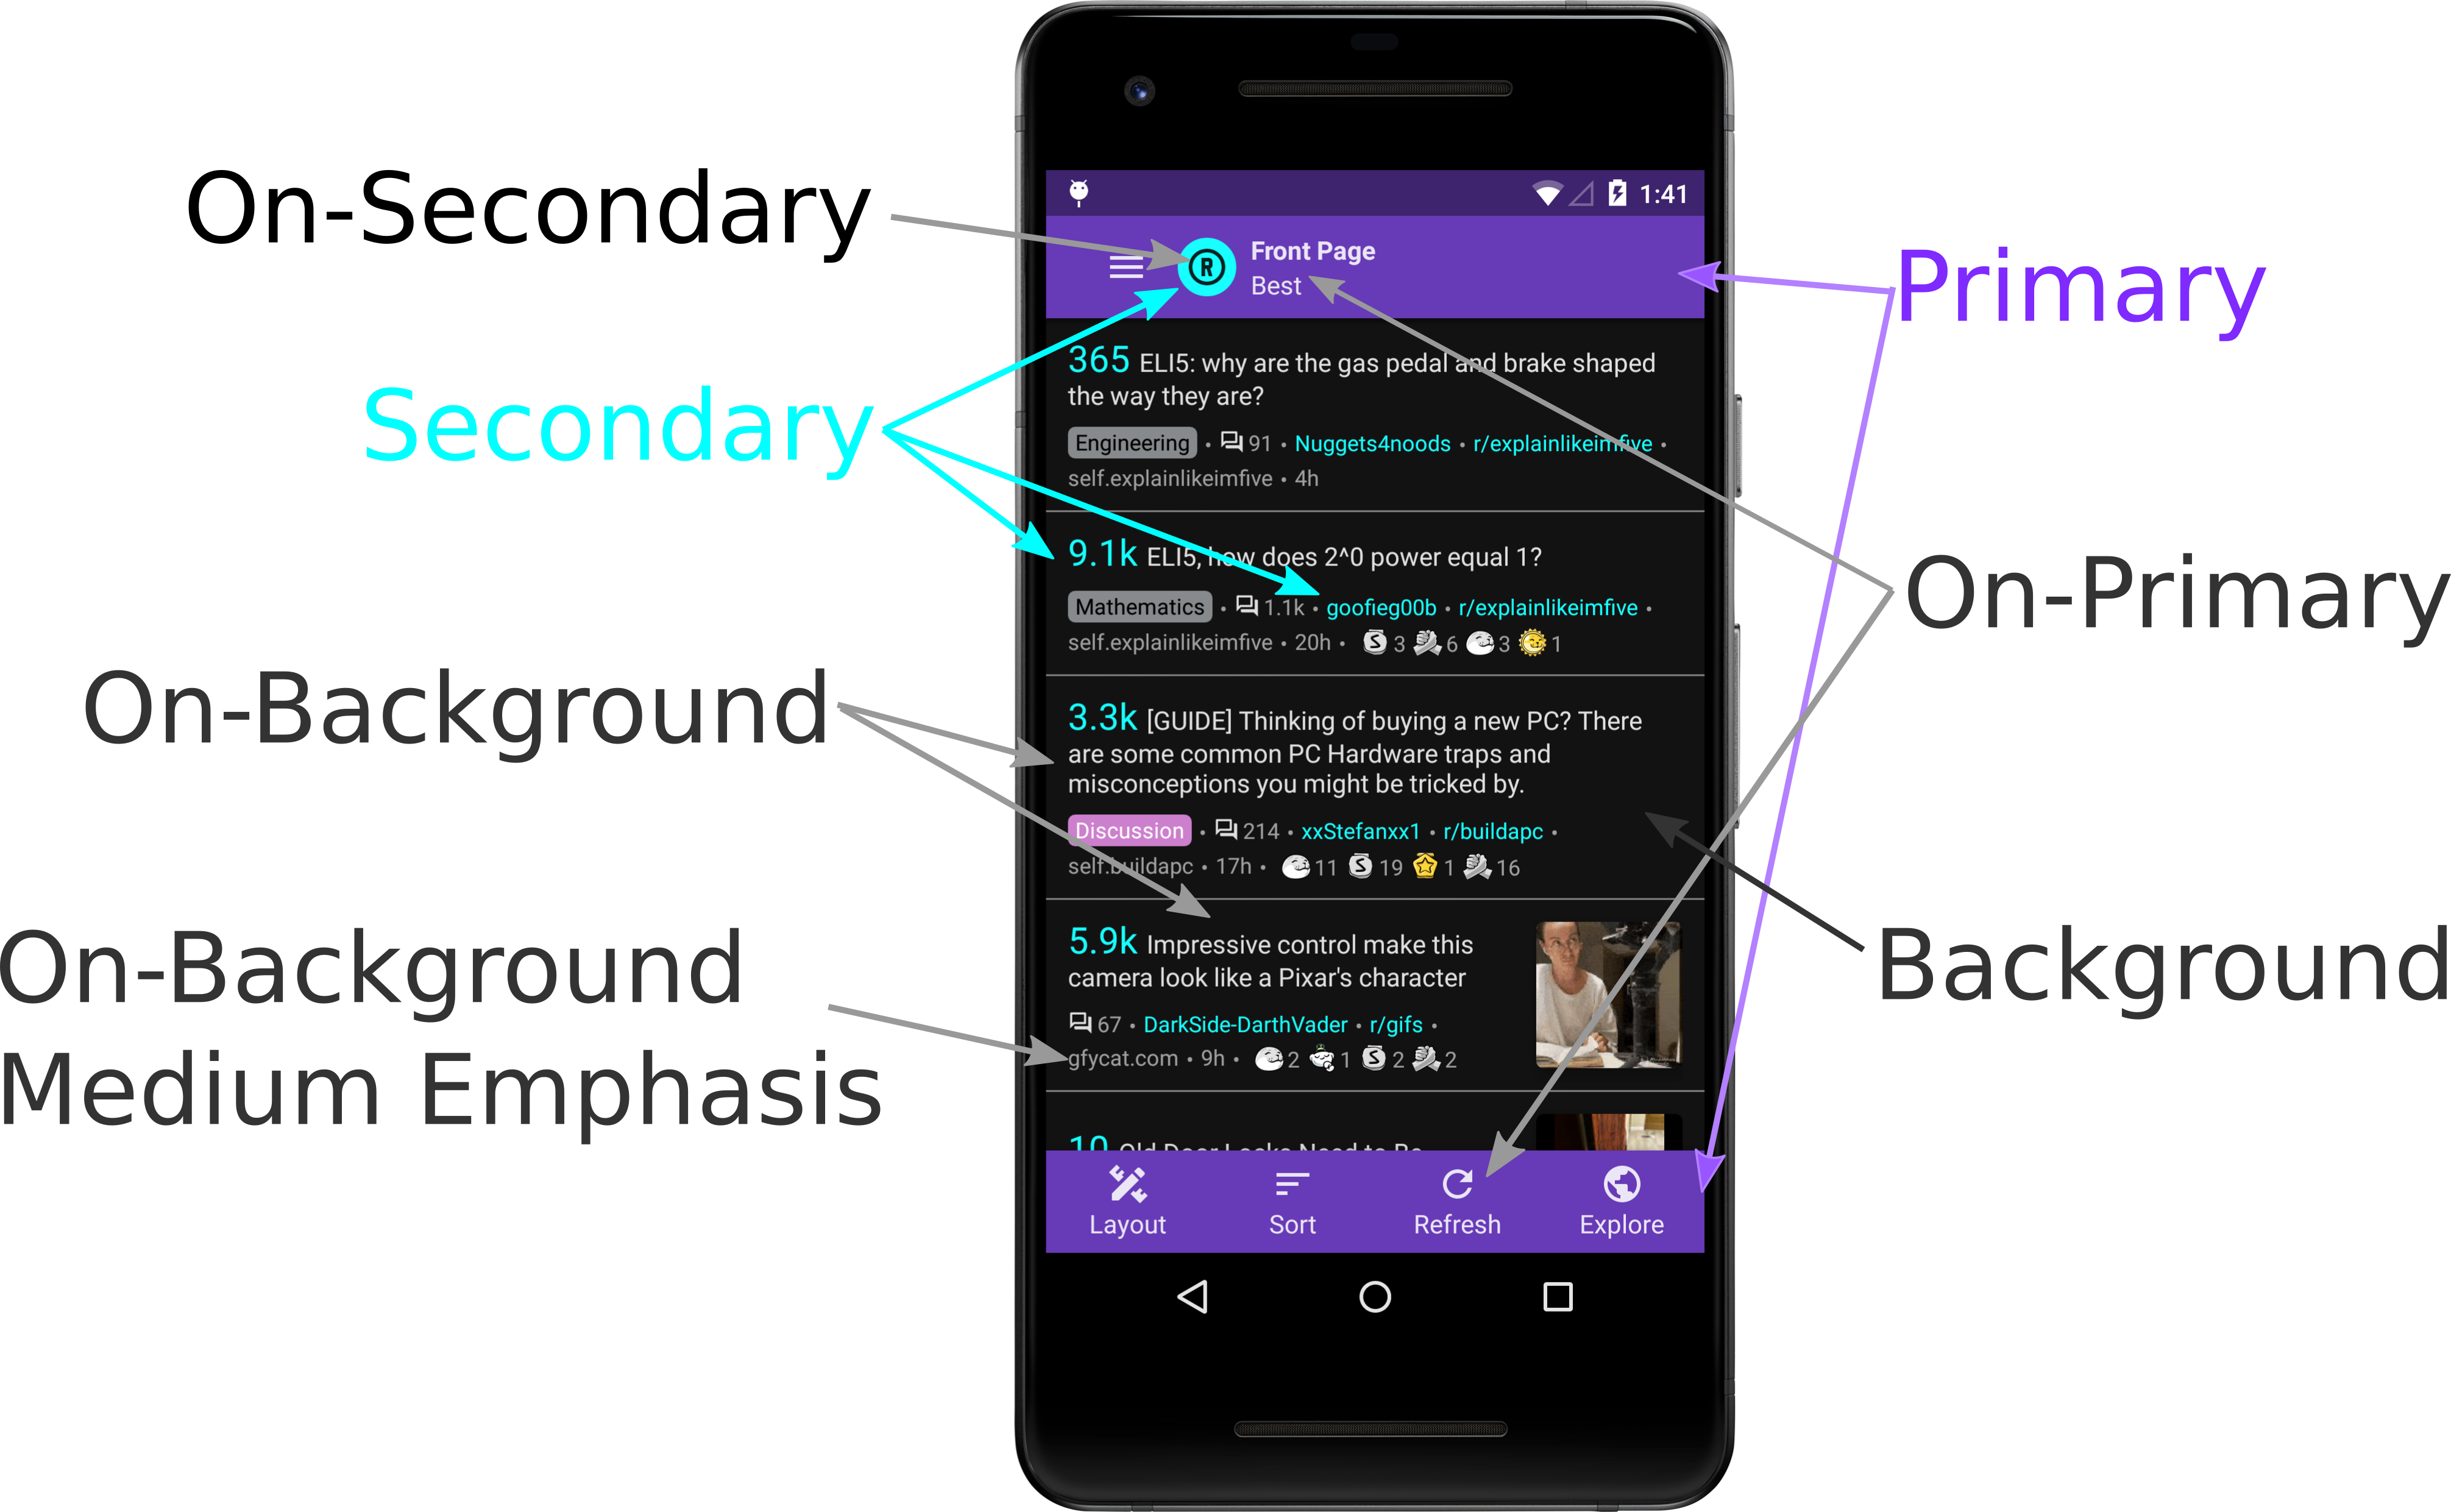 On-Secondary
Secondary
On-Background
On-Background
Medium Emphasis
1:41
R
Front Page
Best
365 ELI5: why are the gas pedal and brake shaped
the way they are?
Engineering • 91 • Nuggets4noods • r/explainlikeimfive •
self.explainlikeimfive • 4h
9.1k ELI5, how does 2^0 power equal 1?
Mathematics • 1.1k • goofieg00b • r/explainlikeimfive •
self.explainlikeimfive • 20h • S 3 6 3 1
3.3k [GUIDE] Thinking of buying a new PC? There
are some common PC Hardware traps and
misconceptions you might be tricked by.
Discussion • 214 • xxStefanxx1 • r/buildapc •
self.buildapc • 17h • 11 S 19 1 16
5.9k Impressive control make this
camera look like a Pixar's character
67 • DarkSide-DarthVader • r/gifs •
gfycat.com • 9h • 2 1 S 2 2
10 Old Door Locks Need to Be
Layout
Sort
Refresh
Explore
Primary
On-Primary
Background